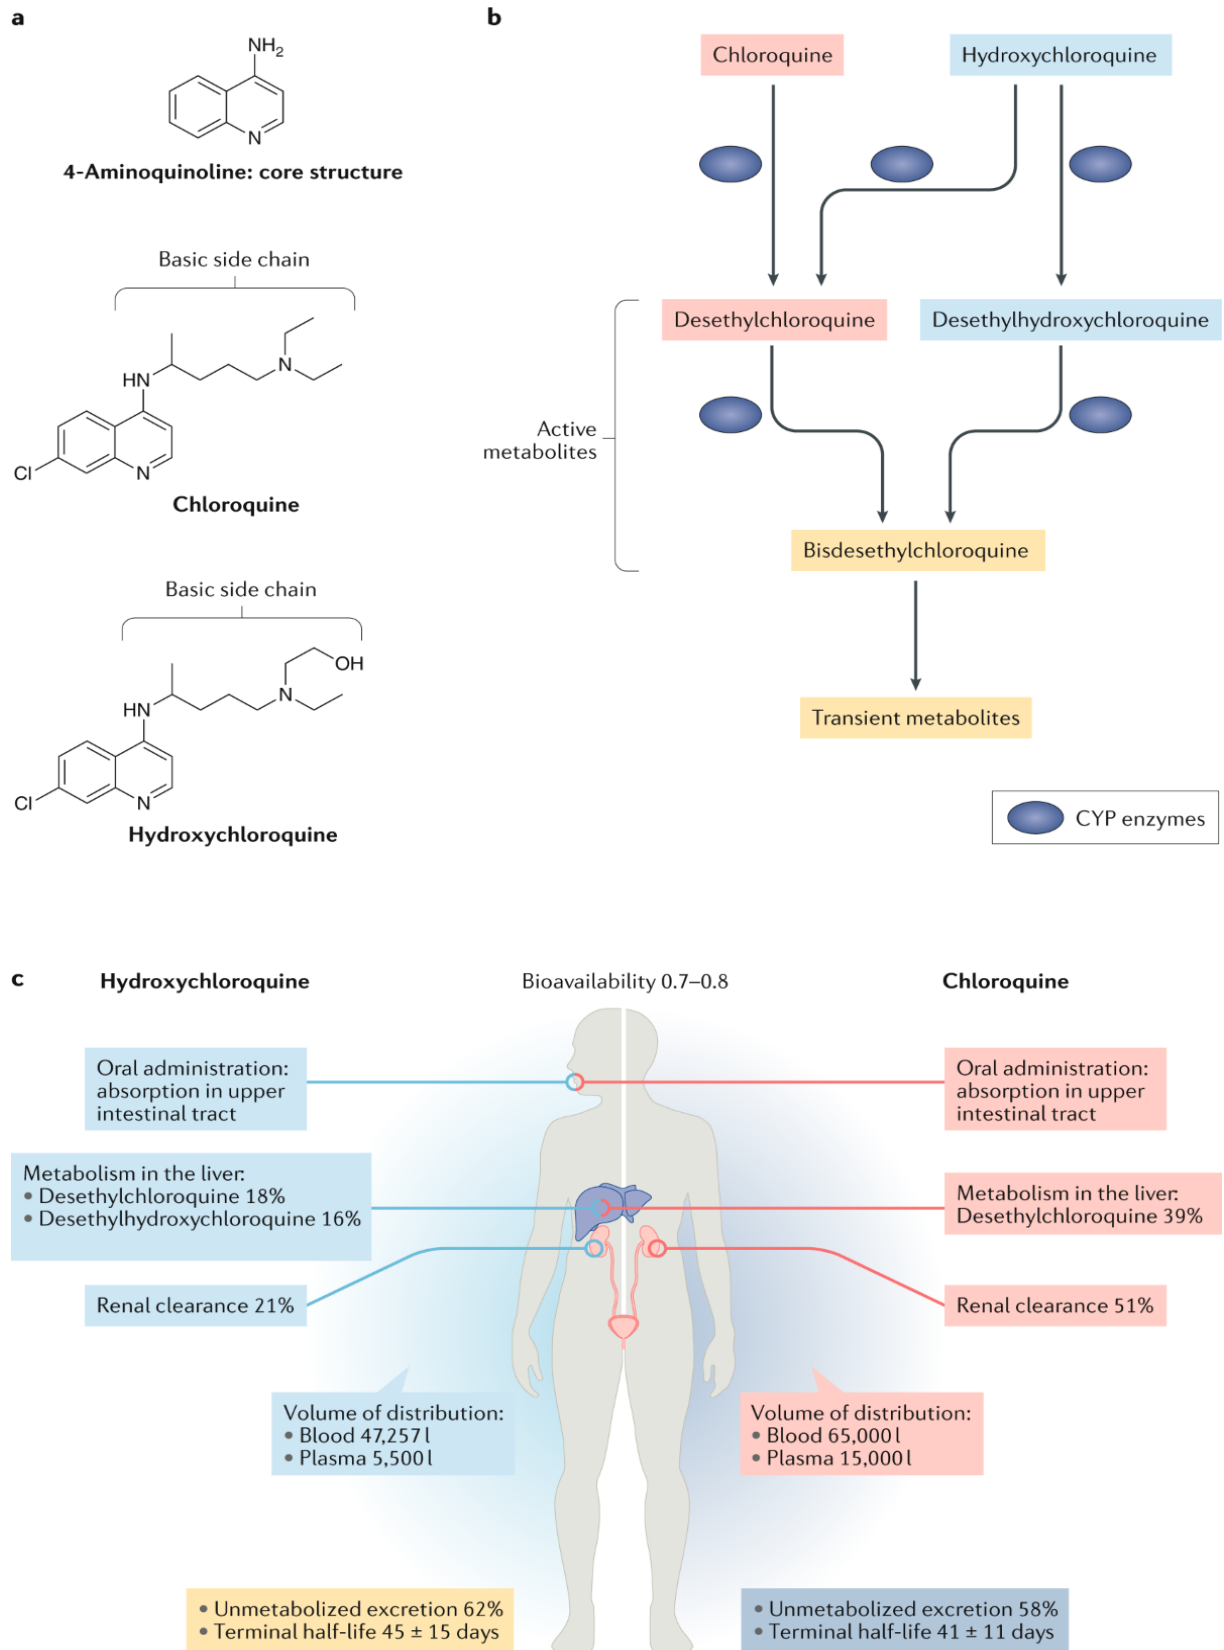 a
NH2
N
4-Aminoquinoline: core structure
Basic side chain
HN
N
Cl
N
Chloroquine
Basic side chain
OH
HN
N
Cl
N
Hydroxychloroquine
b
Chloroquine
Hydroxychloroquine
Desethylchloroquine
Desethylhydroxychloroquine
Active
metabolites
Bisdesethylchloroquine
Transient metabolites
CYP enzymes
c
Hydroxychloroquine
Bioavailability 0.7–0.8
Chloroquine
Oral administration:
absorption in upper
intestinal tract
Metabolism in the liver:
• Desethylchloroquine 18%
• Desethylhydroxychloroquine 16%
Renal clearance 21%
Volume of distribution:
• Blood 47,257 l
• Plasma 5,500 l
• Unmetabolized excretion 62%
• Terminal half-life 45 ± 15 days
Oral administration:
absorption in upper
intestinal tract
Metabolism in the liver:
Desethylchloroquine 39%
Renal clearance 51%
Volume of distribution:
• Blood 65,000 l
• Plasma 15,000 l
• Unmetabolized excretion 58%
• Terminal half-life 41 ± 11 days